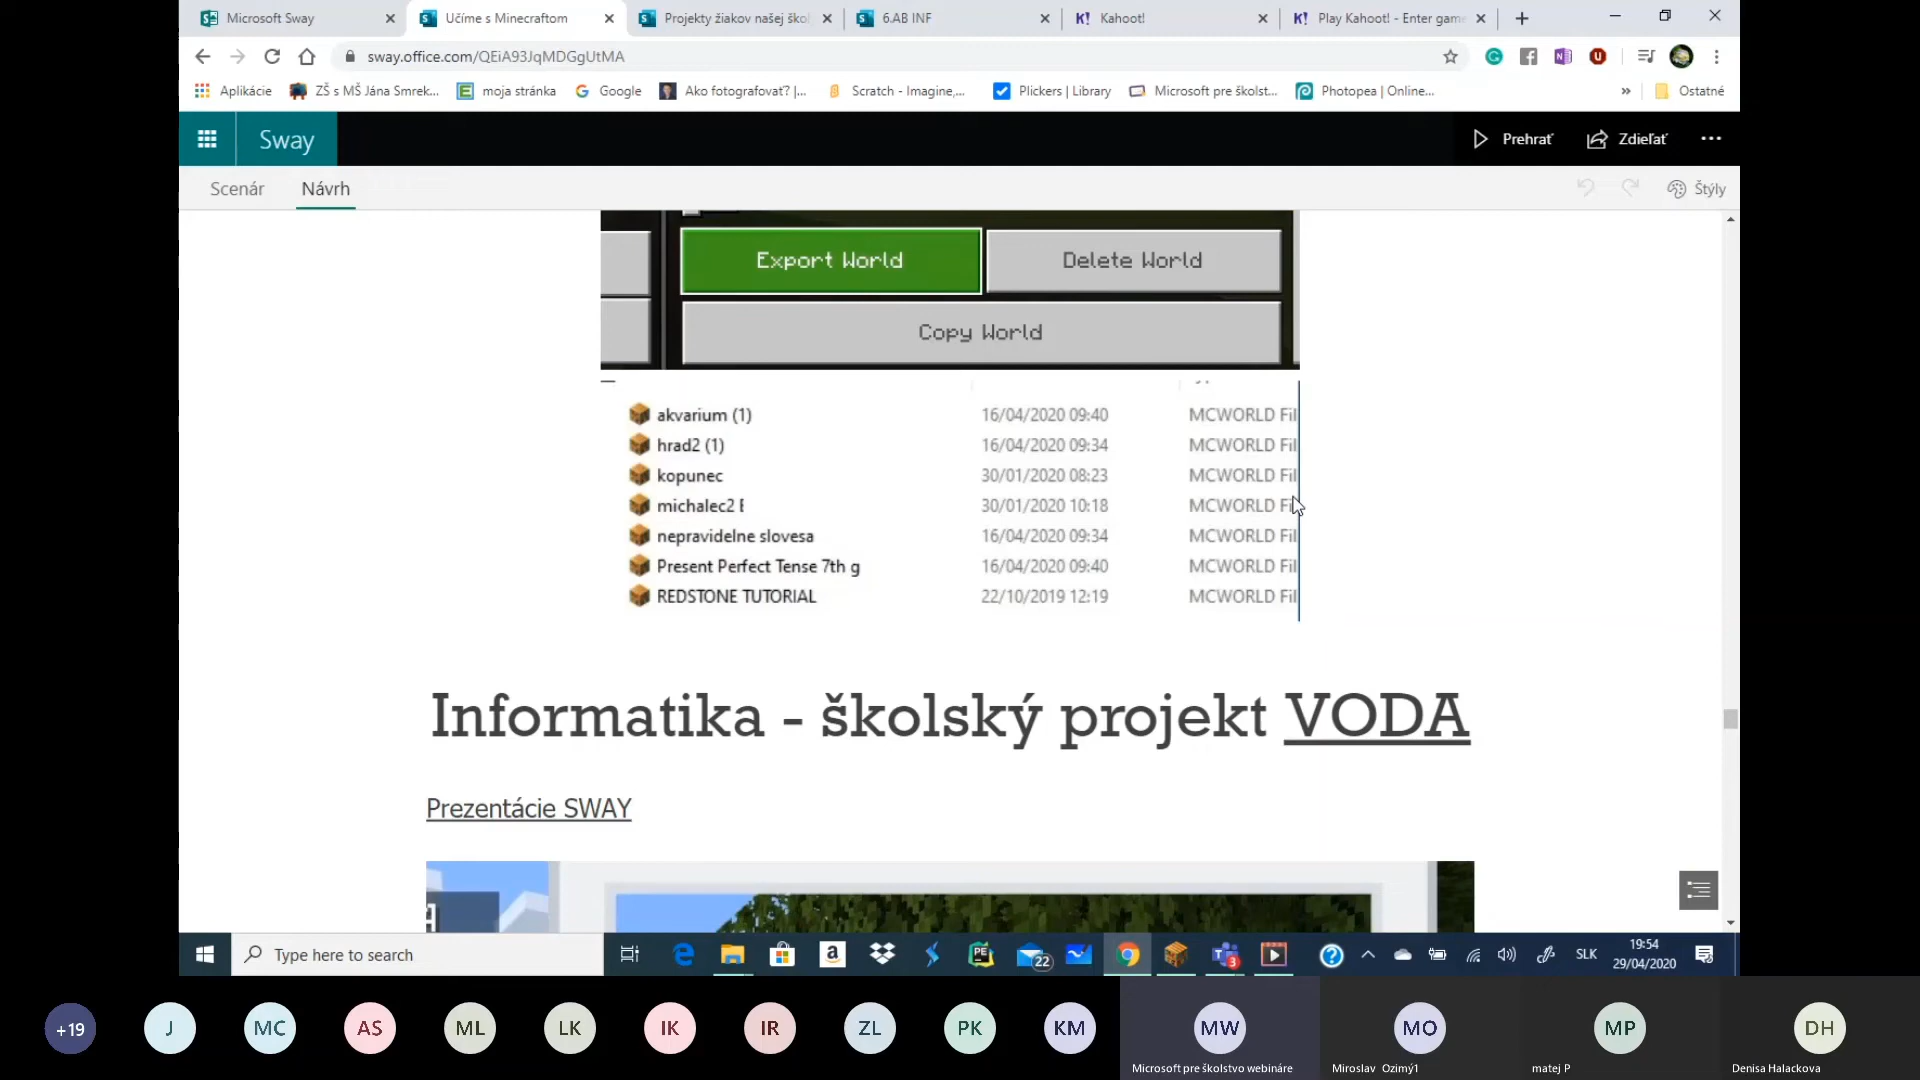 Microsoft Sway
Učíme s Minecraftom
Projekty žiakov našej ško
6.AB INF
Kahoot!
Play Kahoot! - Enter game
sway.office.com/QEiA93JqMDGgUtMA
Aplikácie
ZŠ s MŠ Jána Smrek...
moja stránka
Google
Ako fotografovať? |...
Scratch - Imagine,...
Plickers | Library
Microsoft pre školst...
Photopea | Online...
»
Ostatné
Sway
Prehrať
Zdieľať
Scenár
Návrh
Štýly
Export World
Delete World
Copy World
akvarium (1) 16/04/2020 09:40 MCWORLD Fil
hrad2 (1) 16/04/2020 09:34 MCWORLD Fil
kopunec 30/01/2020 08:23 MCWORLD Fil
michalec2 30/01/2020 10:18 MCWORLD Fil
nepravidelne slovesa 16/04/2020 09:34 MCWORLD Fil
Present Perfect Tense 7th g 16/04/2020 09:40 MCWORLD Fil
REDSTONE TUTORIAL 22/10/2019 12:19 MCWORLD Fil
Informatika - školský projekt VODA
Prezentácie SWAY
Type here to search
22
3
SLK
19:54
29/04/2020
+19
J
MC
AS
ML
LK
IK
IR
ZL
PK
KM
MW
MO
MP
DH
Microsoft pre školstvo webináre
Miroslav Ozimý1
matej P
Denisa Halackova